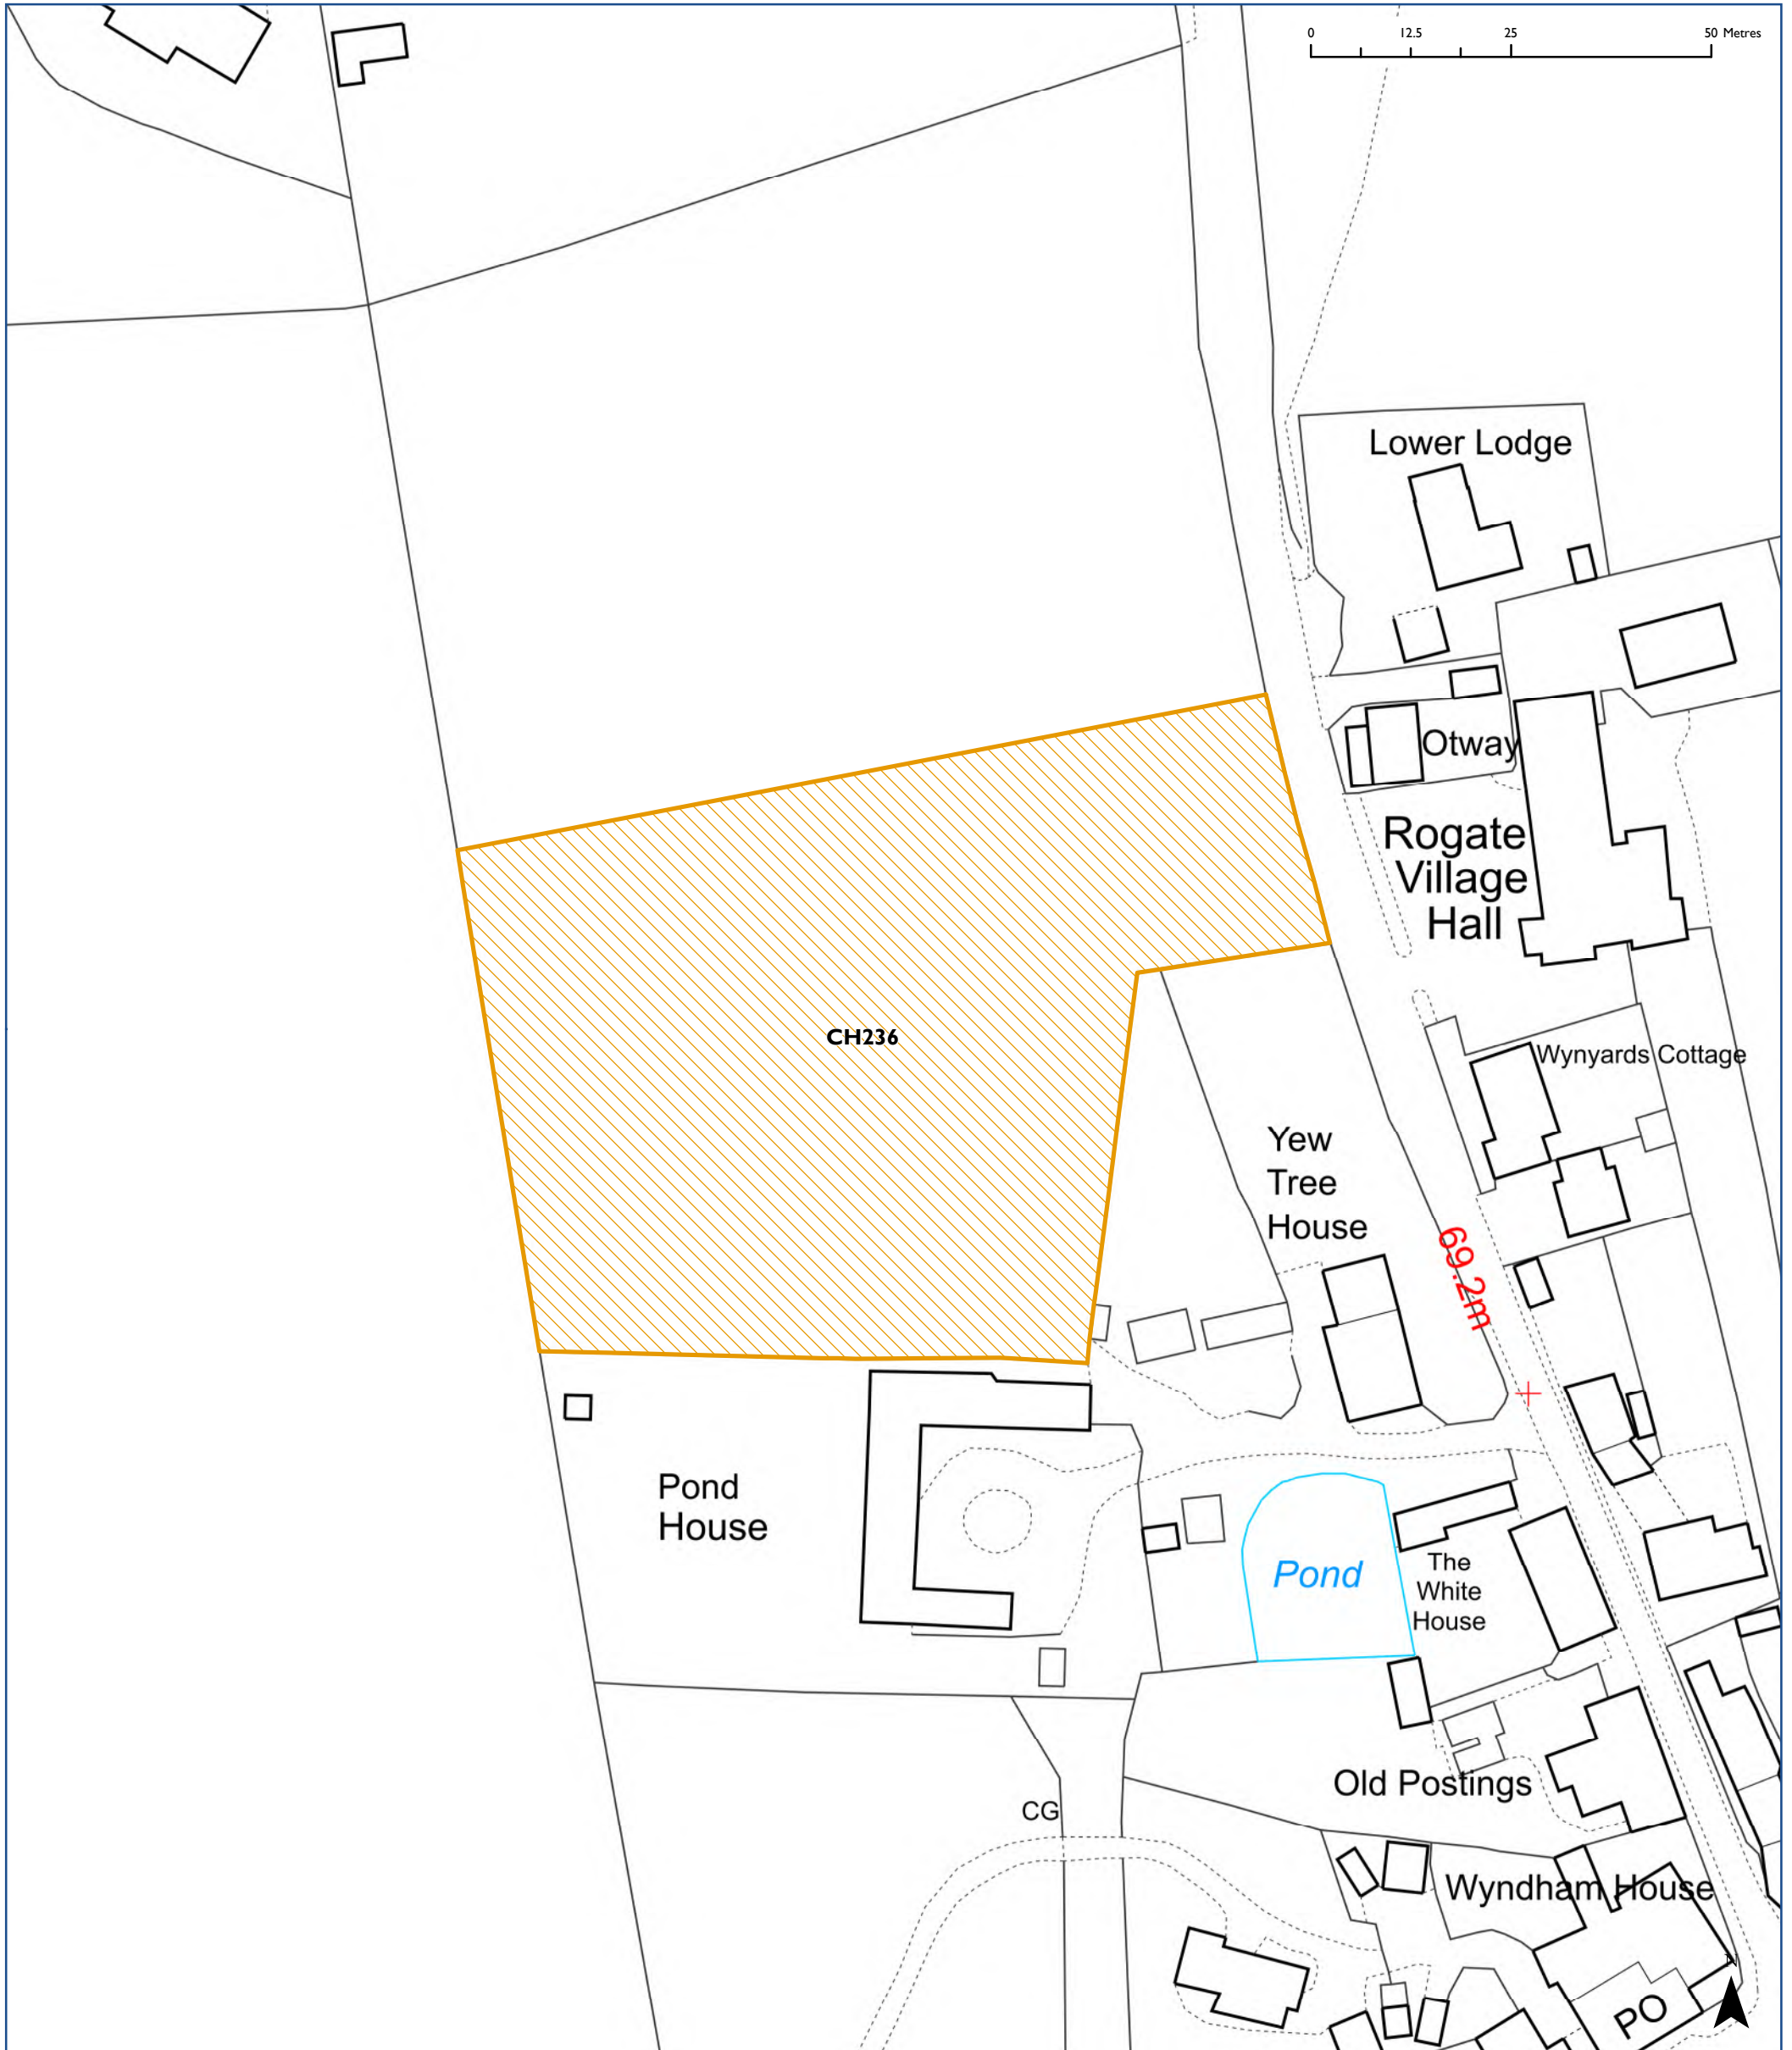 0 12.5 25 50 Metres
Lower Lodge
Otway
Rogate
Village
Hall
CH236
Wynyards Cottage
Yew
Tree
House
69.2m
Pond
House
Pond
The
White
House
Old Postings
CG
Wyndham House
N
PO